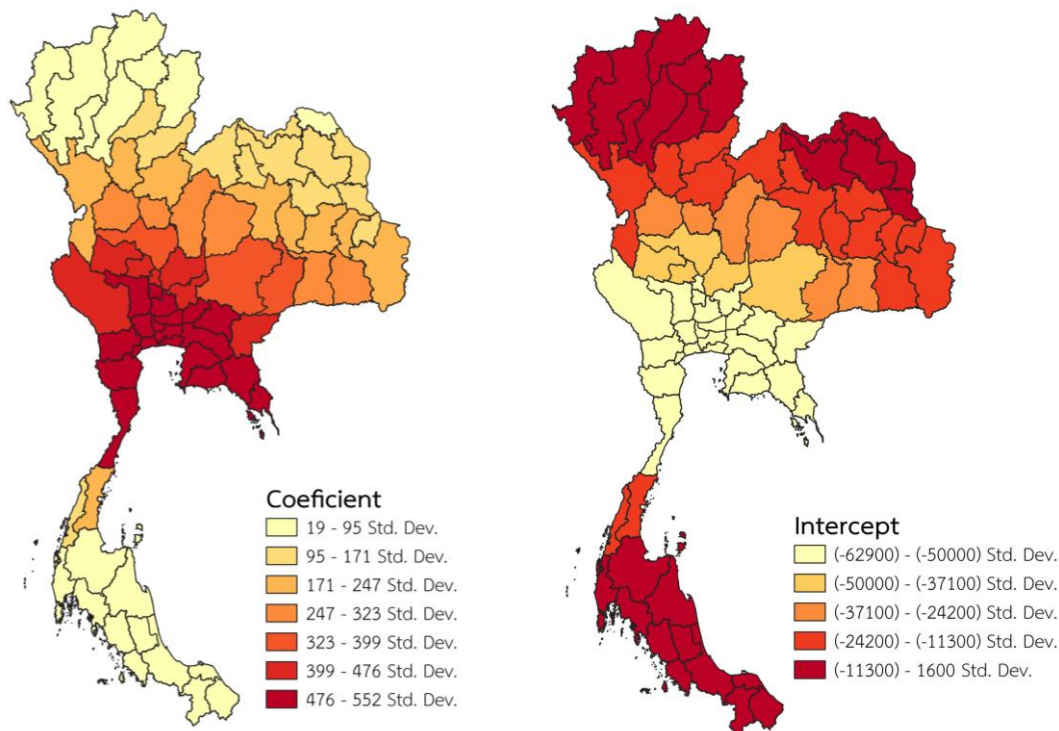 Coeficient
19 - 95 Std. Dev.
95 - 171 Std. Dev.
171 - 247 Std. Dev.
247 - 323 Std. Dev.
323 - 399 Std. Dev.
399 - 476 Std. Dev.
476 - 552 Std. Dev.
Intercept
(-62900) - (-50000) Std. Dev.
(-50000) - (-37100) Std. Dev.
(-37100) - (-24200) Std. Dev.
(-24200) - (-11300) Std. Dev.
(-11300) - 1600 Std. Dev.